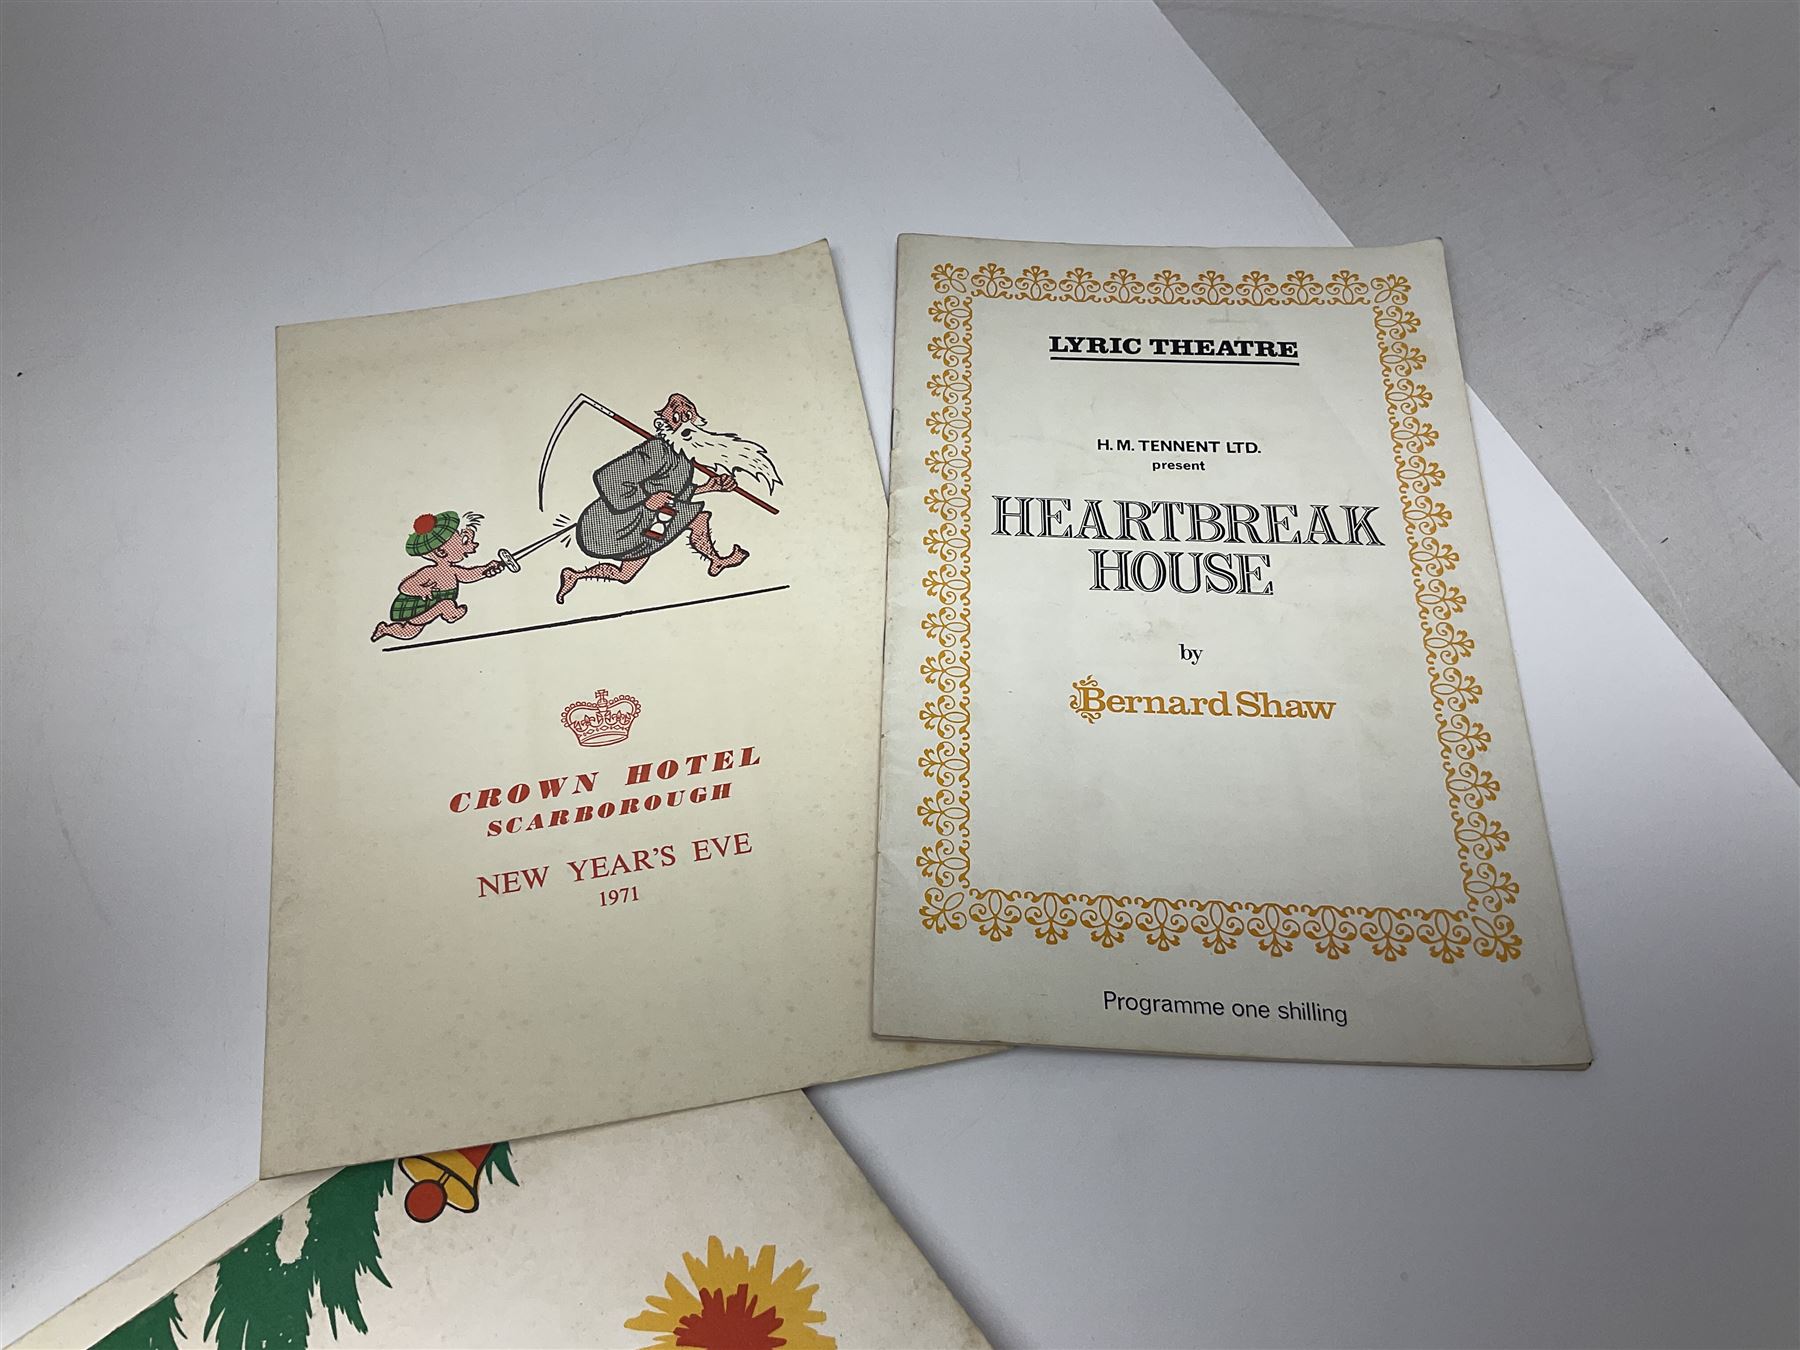 CROWN HOTEL
SCARBOROUGH
NEW YEAR'S EVE
1971
LYRIC THEATRE
H. M. TENNENT LTD.
present
HEARTBREAK
HOUSE
by
Bernard Shaw
Programme one shilling